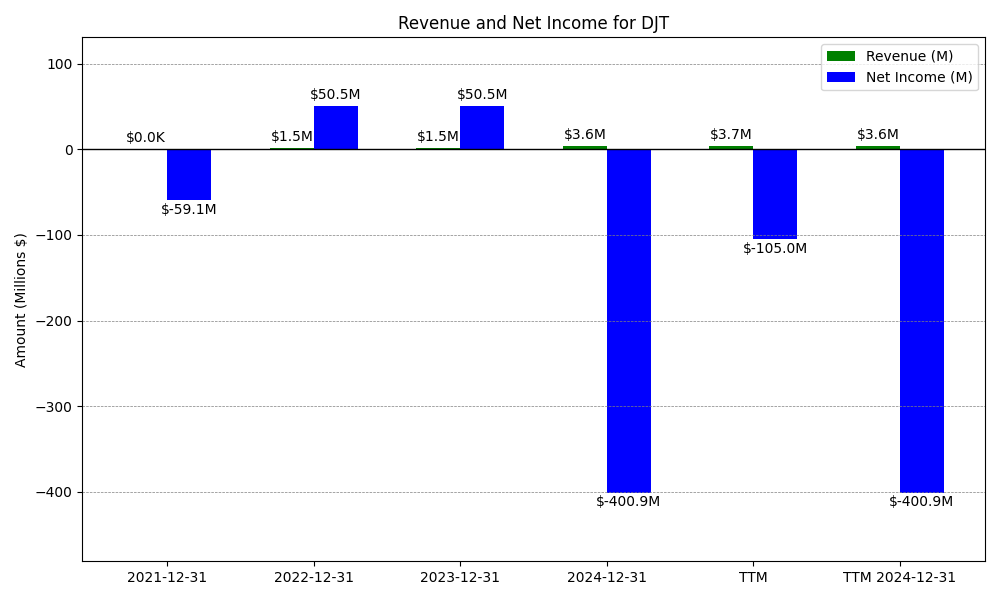 Revenue and Net Income for DJT
Revenue (M)
Net Income (M)
Amount (Millions $)
100
0
−100
−200
−300
−400
$0.0K
$-59.1M
$1.5M
$50.5M
$1.5M
$50.5M
$3.6M
$-400.9M
$3.7M
$-105.0M
$3.6M
$-400.9M
2021-12-31
2022-12-31
2023-12-31
2024-12-31
TTM
TTM 2024-12-31